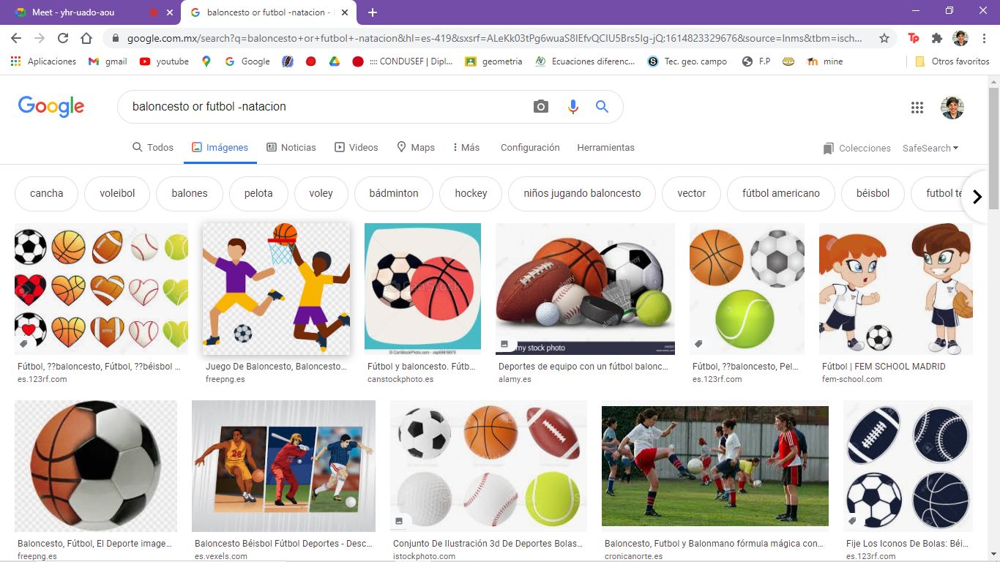 Meet - yhr-uado-aou
baloncesto or futbol -natacion -
google.com.mx/search?q=baloncesto+or+futbol+-natacion&hl=es-419&sxsrf=ALeKk03tPg6wuaS8IEfvQCIU5Brs5Ig-jQ:1614823329676&source=lnms&tbm=isch...
Aplicaciones gmail youtube Google :::: CONDUSEF | Dipl... geometria Ecuaciones diferenc... Tec. geo. campo F.P mine Otros favoritos
Google
baloncesto or futbol -natacion
Todos Imágenes Noticias Videos Maps Más Configuración Herramientas Colecciones SafeSearch
cancha voleibol balones pelota voley bádminton hockey niños jugando baloncesto vector fútbol americano béisbol futbol te
CanStock
© CanStockPhoto.com
alamy
alamy stock photo
Fútbol, ??baloncesto, Fútbol, ??béisbol ...
es.123rf.com
Juego De Baloncesto, Baloncesto...
freepng.es
Fútbol y baloncesto. Fútb...
canstockphoto.es
Deportes de equipo con un fútbol balonc...
alamy.es
Fútbol, ??baloncesto, Pel...
es.123rf.com
Fútbol | FEM SCHOOL MADRID
fem-school.com
Baloncesto, Fútbol, El Deporte image...
freepng.es
Baloncesto Béisbol Fútbol Deportes - Desc...
es.vexels.com
Conjunto De Ilustración 3d De Deportes Bolas...
istockphoto.com
Baloncesto, Futbol y Balonmano fórmula mágica con...
cronicanorte.es
Fije Los Iconos De Bolas: Béi...
es.123rf.com